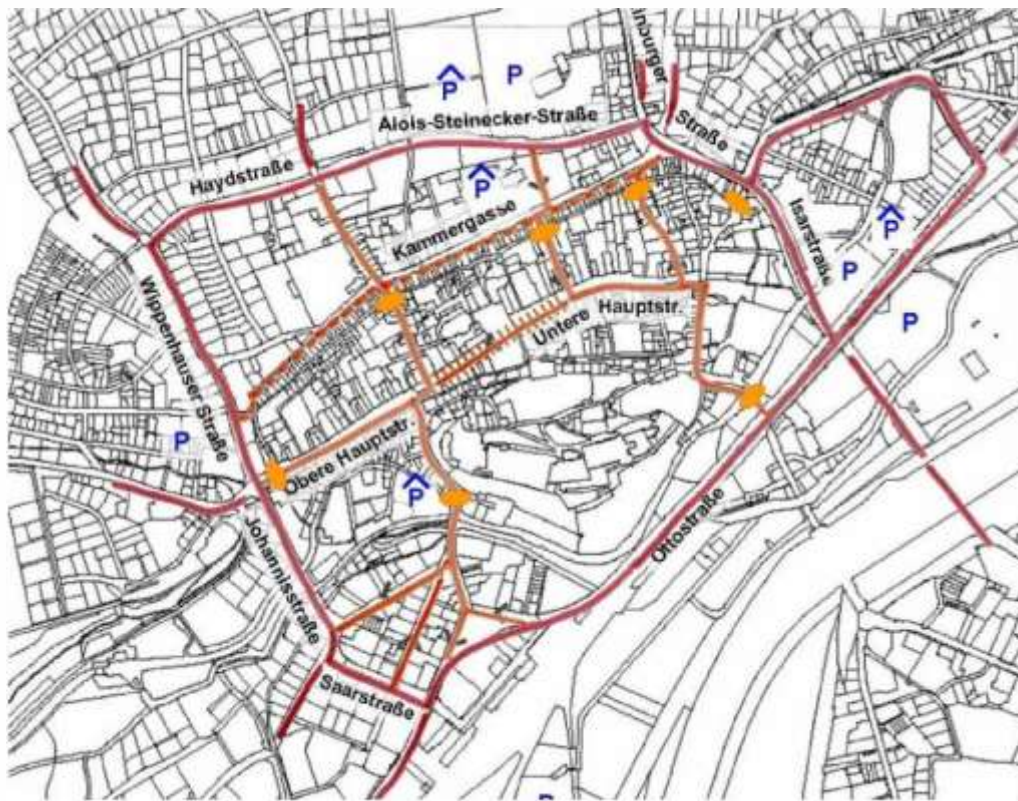 P
P
Alois-Steinecker-Straße
Straße
Haydstraße
P
Kammergasse
Isarstraße
P
P
P
Wippenhauser Straße
Untere Hauptstr.
P
Obere Hauptstr.
P
Ottostraße
Johannisstraße
Saarstraße
P